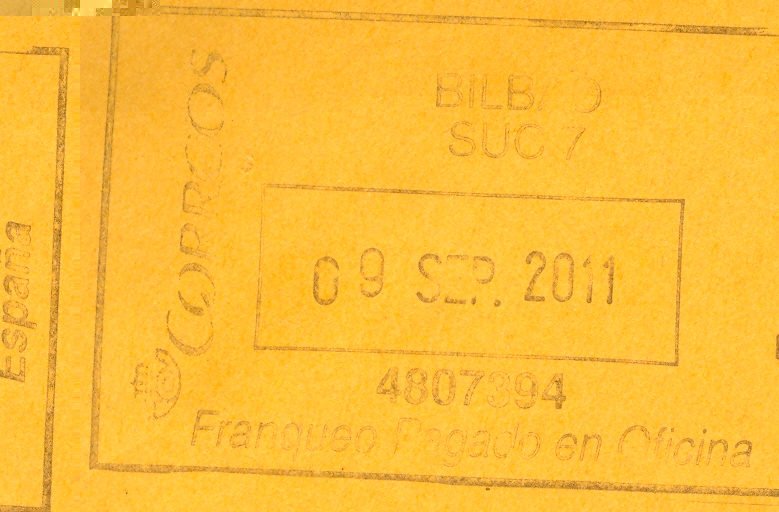 España
CORREOS
BILBAO
SUC 7
09 SEP. 2011
4807394
Franqueo Pagado en Oficina